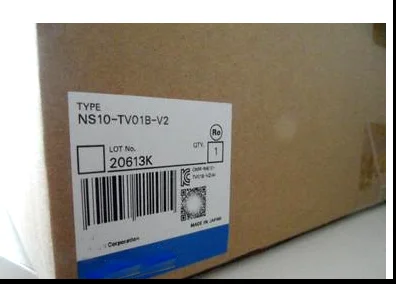 TYPE
NS10-TV01B-V2
Ro
LOT No.
QTY.
20613K
1
MADE IN JAPAN
Corporation